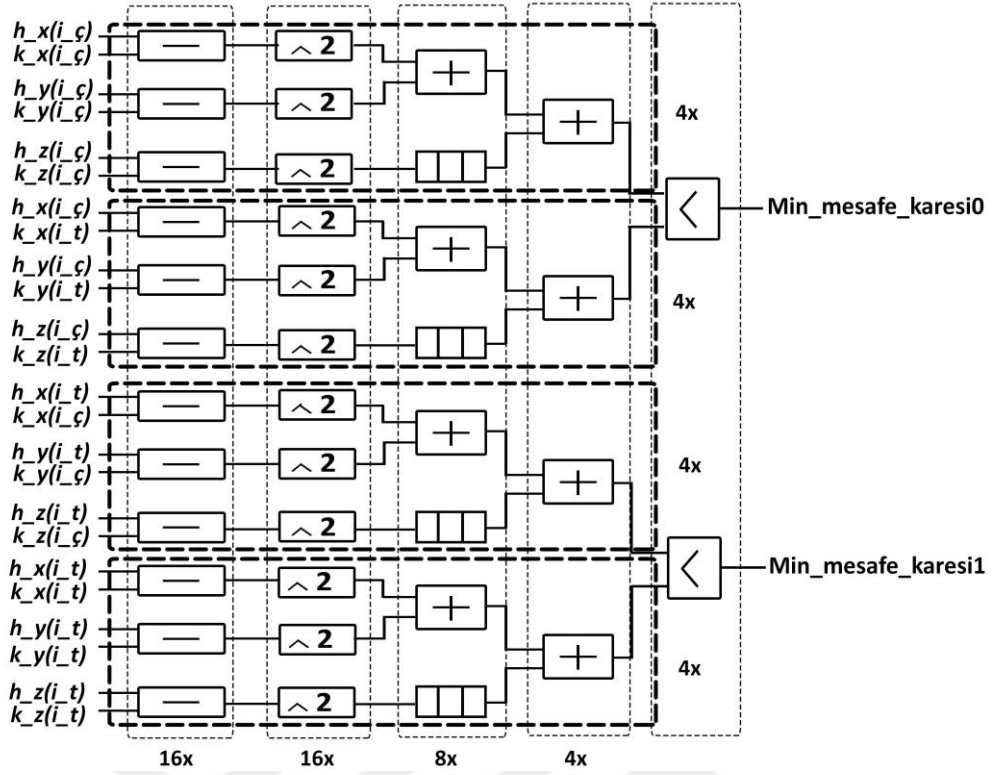 h_x(i_ç)
k_x(i_ç)
— ^ 2
+
h_y(i_ç)
k_y(i_ç)
— ^ 2
+
4x
h_z(i_ç)
k_z(i_ç)
— ^ 2
<
Min_mesafe_karesi0
h_x(i_ç)
k_x(i_t)
— ^ 2
+
h_y(i_ç)
k_y(i_t)
— ^ 2
+
4x
h_z(i_ç)
k_z(i_t)
— ^ 2
h_x(i_t)
k_x(i_ç)
— ^ 2
+
h_y(i_t)
k_y(i_ç)
— ^ 2
+
4x
h_z(i_t)
k_z(i_ç)
— ^ 2
<
Min_mesafe_karesi1
h_x(i_t)
k_x(i_t)
— ^ 2
+
h_y(i_t)
k_y(i_t)
— ^ 2
+
4x
h_z(i_t)
k_z(i_t)
— ^ 2
16x 16x 8x 4x